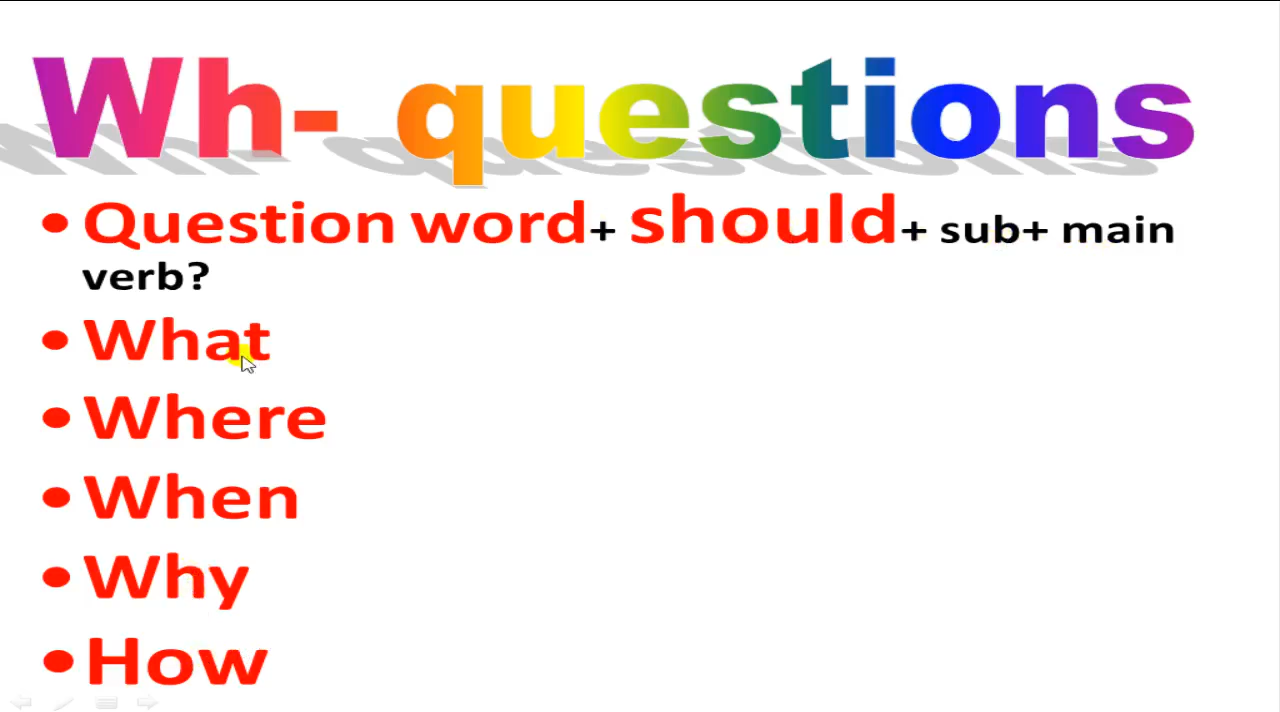 Wh- questions
• Question word+ should+ sub+ main
verb?
• What
• Where
• When
• Why
• How